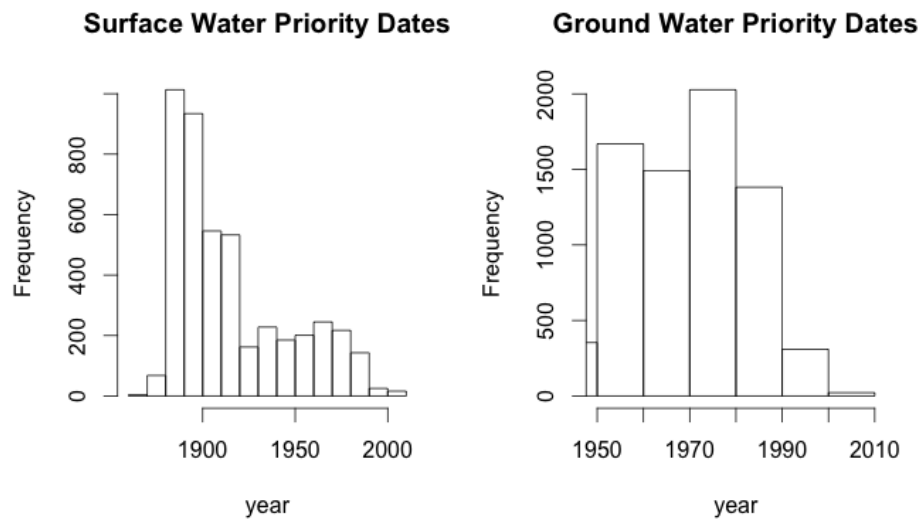 Surface Water Priority Dates
Frequency
0
200
400
600
800
1900
1950
2000
year
Ground Water Priority Dates
Frequency
0
500
1000
1500
2000
1950
1970
1990
2010
year